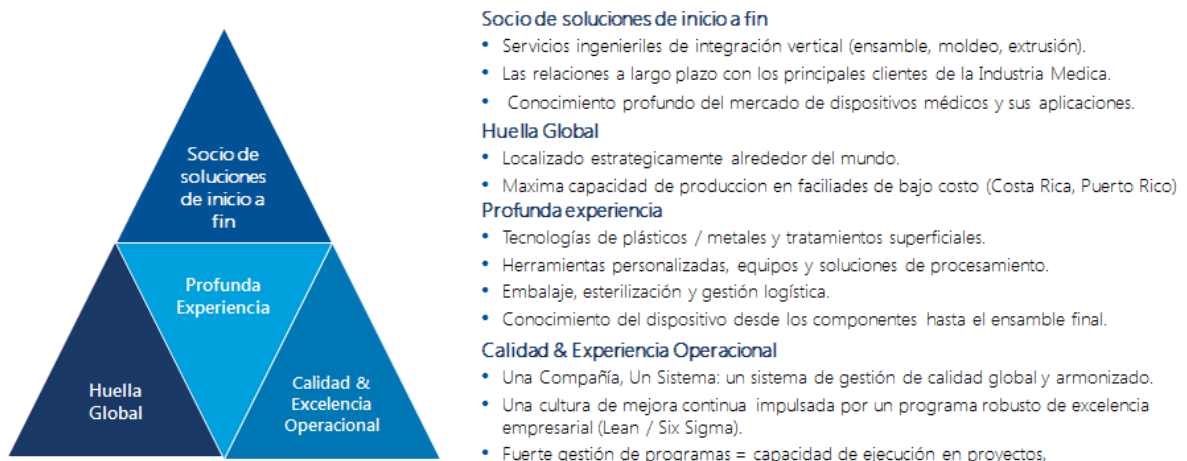 Socio de
soluciones
de inicio a
fin
Profunda
Experiencia
Huella
Global
Calidad &
Excelencia
Operacional
Socio de soluciones de inicio a fin
• Servicios ingenieriles de integración vertical (ensamble, moldeo, extrusión).
• Las relaciones a largo plazo con los principales clientes de la Industria Medica.
• Conocimiento profundo del mercado de dispositivos médicos y sus aplicaciones.
Huella Global
• Localizado estrategicamente alrededor del mundo.
• Maxima capacidad de produccion en faciliades de bajo costo (Costa Rica, Puerto Rico)
Profunda experiencia
• Tecnologías de plásticos / metales y tratamientos superficiales.
• Herramientas personalizadas, equipos y soluciones de procesamiento.
• Embalaje, esterilización y gestión logística.
• Conocimiento del dispositivo desde los componentes hasta el ensamble final.
Calidad & Experiencia Operacional
• Una Compañía, Un Sistema: un sistema de gestión de calidad global y armonizado.
• Una cultura de mejora continua impulsada por un programa robusto de excelencia
empresarial (Lean / Six Sigma).
• Fuerte gestión de programas = capacidad de ejecución en proyectos,